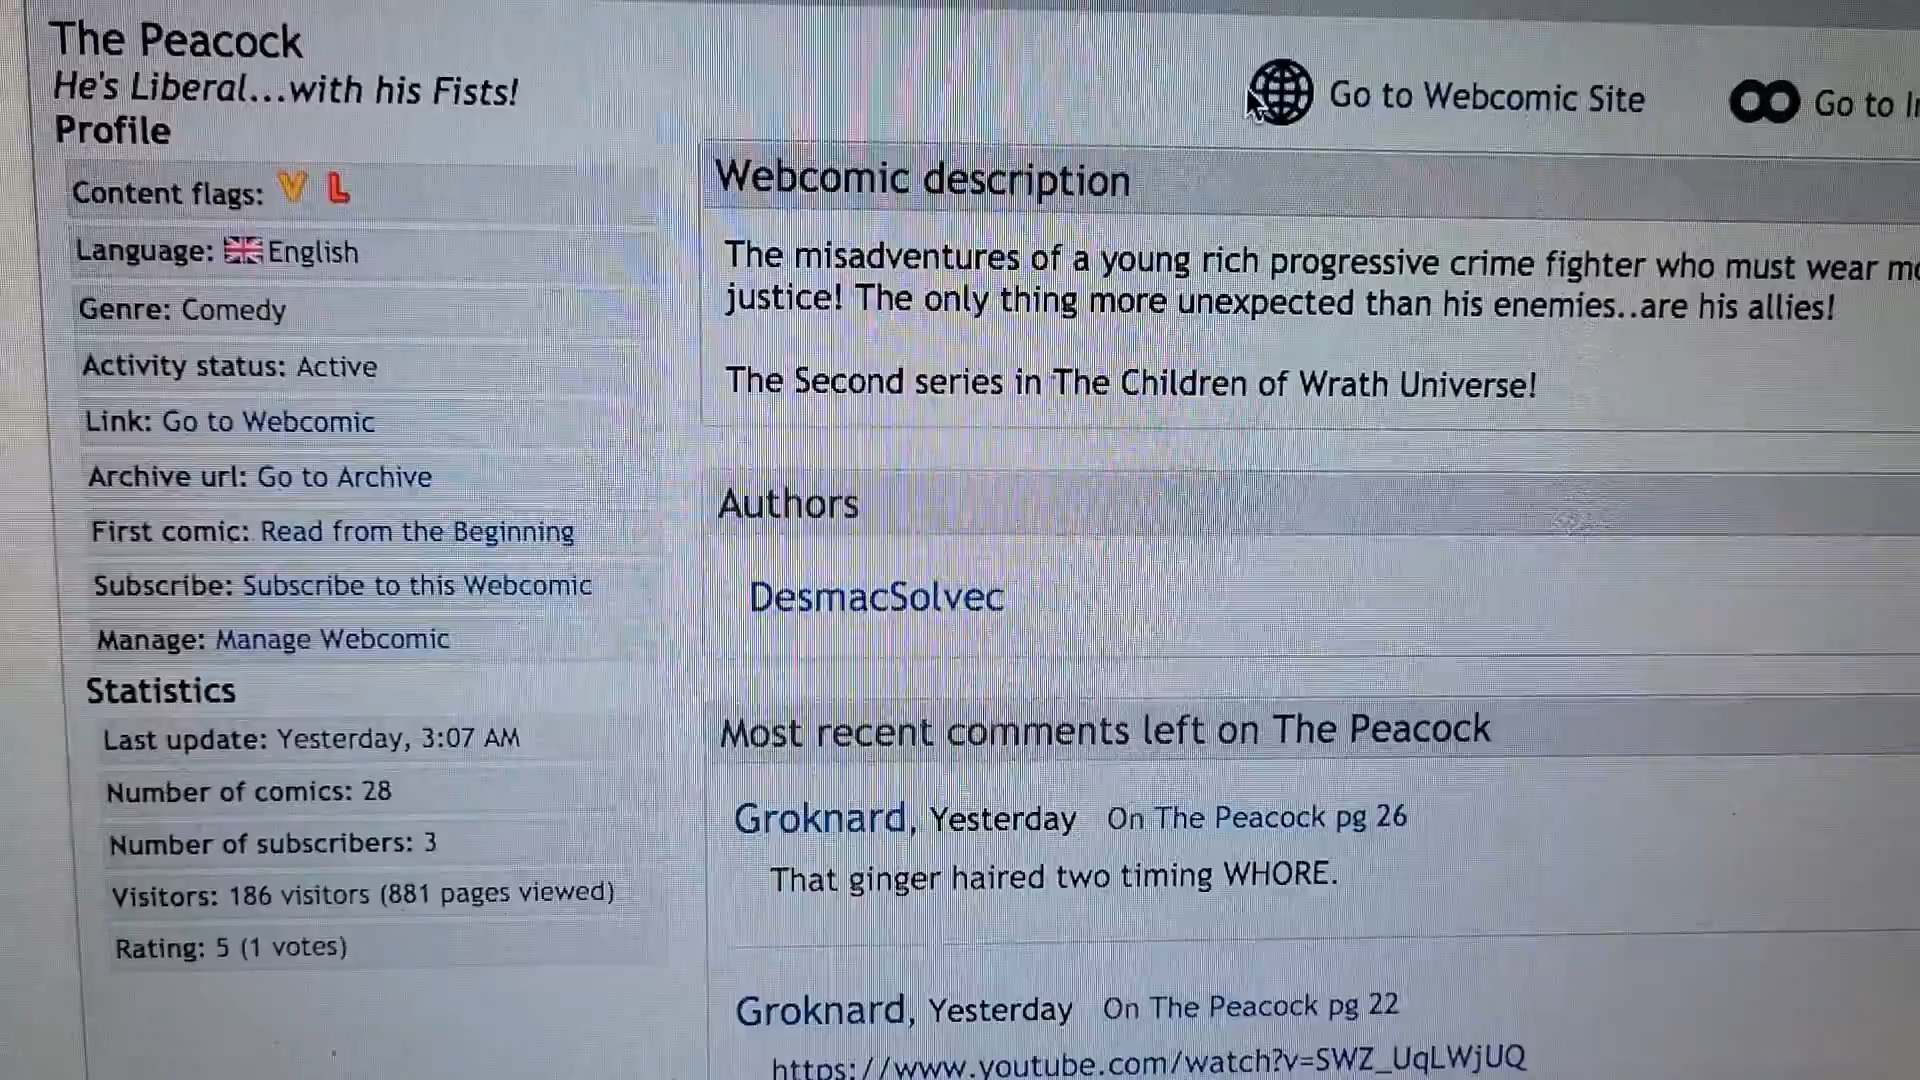 The Peacock
He's Liberal...with his Fists!
Profile
Content flags: V L
Language: English
Genre: Comedy
Activity status: Active
Link: Go to Webcomic
Archive url: Go to Archive
First comic: Read from the Beginning
Subscribe: Subscribe to this Webcomic
Manage: Manage Webcomic
Statistics
Last update: Yesterday, 3:07 AM
Number of comics: 28
Number of subscribers: 3
Visitors: 186 visitors (881 pages viewed)
Rating: 5 (1 votes)
Go to Webcomic Site
Go to
Webcomic description
The misadventures of a young rich progressive crime fighter who must wear
justice! The only thing more unexpected than his enemies..are his allies!
The Second series in The Children of Wrath Universe!
Authors
DesmacSolvec
Most recent comments left on The Peacock
Groknard, Yesterday On The Peacock pg 26
That ginger haired two timing WHORE.
Groknard, Yesterday On The Peacock pg 22
https://www.youtube.com/watch?v=SWZ_UqLWjUQ